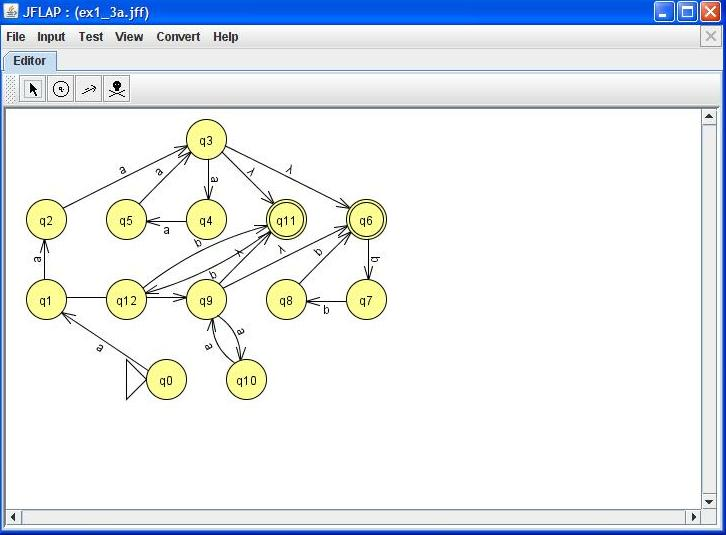 JFLAP : (ex1_3a.jff)
File Input Test View Convert Help
Editor
q3
a a λ λ
a
q2 q5 q4 q11 q6
a
b
a λ λ b b
b
q1 q12 q9 q8 q7
b
a a a
q0 q10